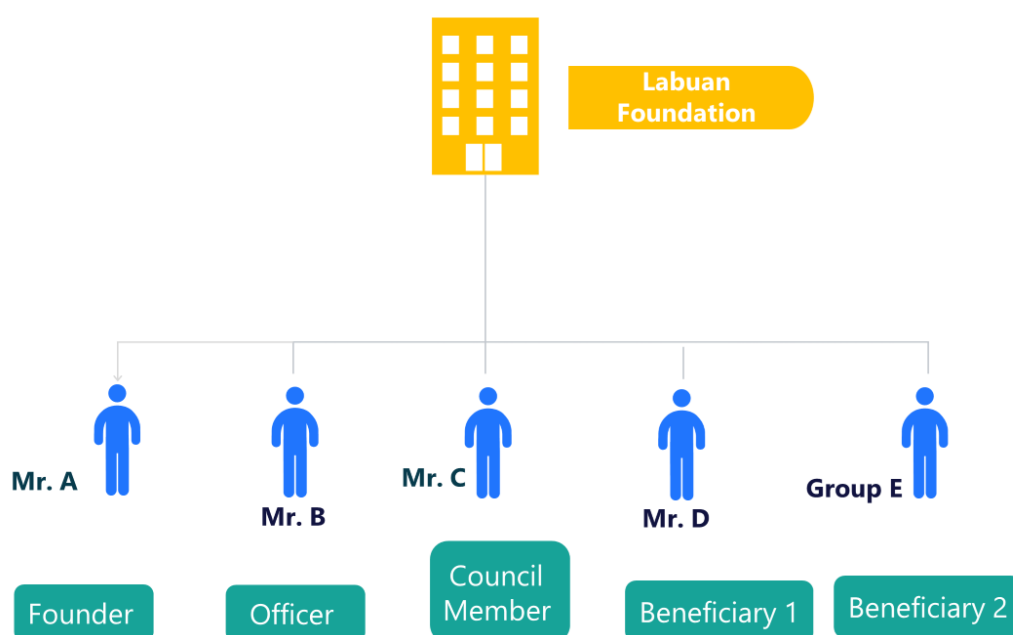 Labuan
Foundation
Mr. A
Mr. B
Mr. C
Mr. D
Group E
Founder
Officer
Council
Member
Beneficiary 1
Beneficiary 2